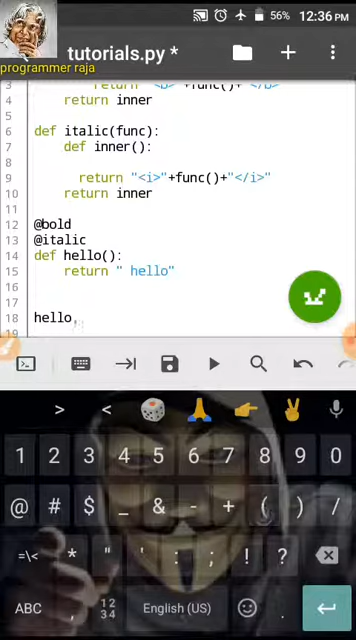 56% 12:36 PM
tutorials.py *
programmer raja
3 return "<b>"+func()+"</b>"
4 return inner
5
6 def italic(func):
7 def inner():
8
9 return "<i>"+func()+"</i>"
10 return inner
11
12 @bold
13 @italic
14 def hello():
15 return " hello"
16
17
18 hello,
19
> <
1 2 3 4 5 6 7 8 9 0
@ # $ _ & - + ( ) /
=\< * " ' : ; ! ?
ABC , 12 34 English (US) .